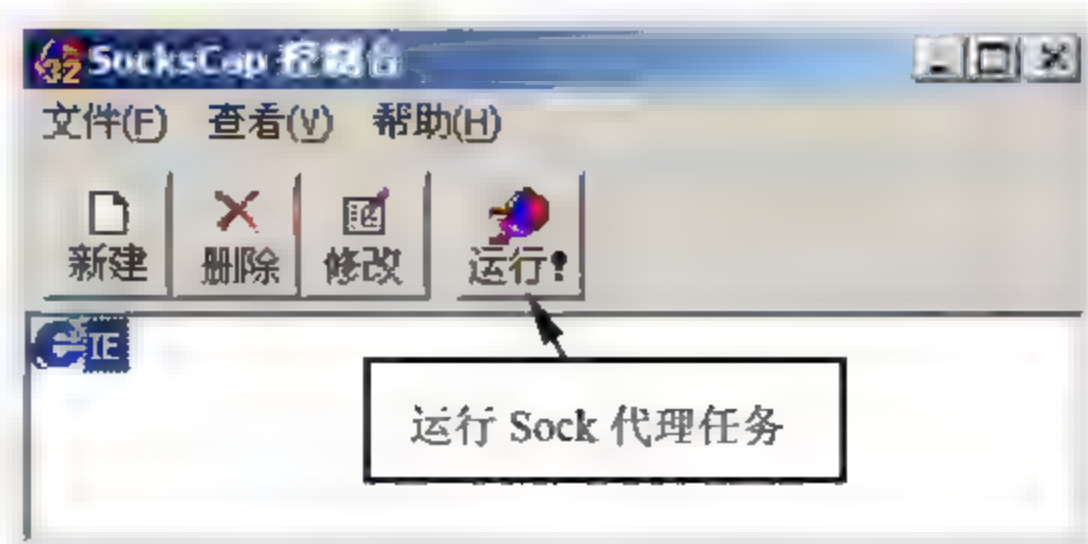 SocksCap 控制台
文件(F) 查看(V) 帮助(H)
新建 删除 修改 运行!
IE
运行 Sock 代理任务